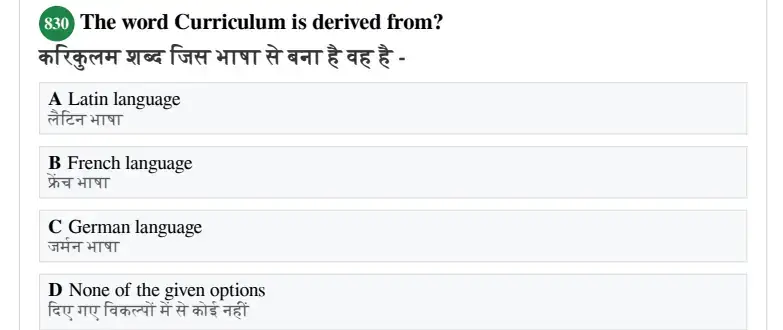 830 The word Curriculum is derived from?
करिकुलम शब्द जिस भाषा से बना है वह है -
A Latin language
लैटिन भाषा
B French language
फ्रेंच भाषा
C German language
जर्मन भाषा
D None of the given options
दिए गए विकल्पों में से कोई नहीं